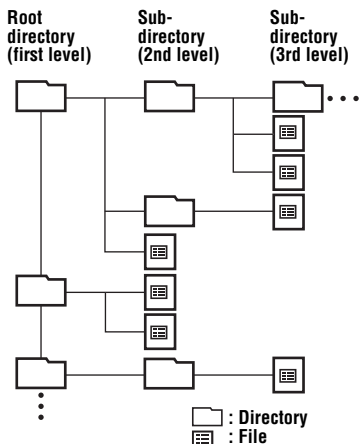 Root
directory
(first level)
Sub-
directory
(2nd level)
Sub-
directory
(3rd level)
: Directory
: File